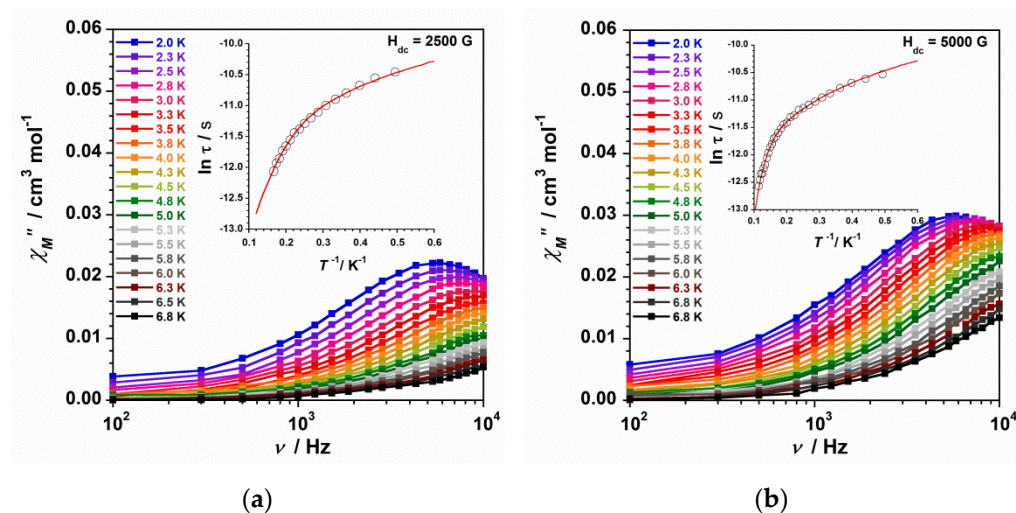 0.06
0.05
0.04
0.03
0.02
0.01
0.00
χM'' / cm3 mol-1
2.0 K
2.3 K
2.5 K
2.8 K
3.0 K
3.3 K
3.5 K
3.8 K
4.0 K
4.3 K
4.5 K
4.8 K
5.0 K
5.3 K
5.5 K
5.8 K
6.0 K
6.3 K
6.5 K
6.8 K
Hdc = 2500 G
-10.0
-10.5
-11.0
-11.5
-12.0
-12.5
-13.0
ln τ / s
0.1 0.2 0.3 0.4 0.5 0.6
T-1/ K-1
102 103 104
ν / Hz
(a)
0.06
0.05
0.04
0.03
0.02
0.01
0.00
χM'' / cm3 mol-1
2.0 K
2.3 K
2.5 K
2.8 K
3.0 K
3.3 K
3.5 K
3.8 K
4.0 K
4.3 K
4.5 K
4.8 K
5.0 K
5.3 K
5.5 K
5.8 K
6.0 K
6.3 K
6.8 K
6.8 K
Hdc = 5000 G
-10.0
-10.5
-11.0
-11.5
-12.0
-12.5
-13.0
ln τ / s
0.1 0.2 0.3 0.4 0.5 0.6
T-1/ K-1
102 103 104
ν / Hz
(b)